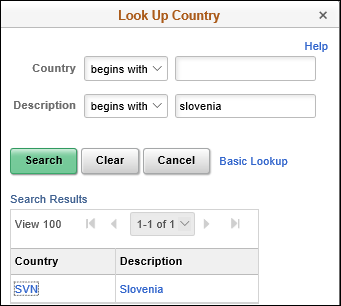 Look Up Country ×
Help
Country begins with
Description begins with slovenia
Search Clear Cancel Basic Lookup
Search Results
View 100 1-1 of 1
Country Description
SVN Slovenia